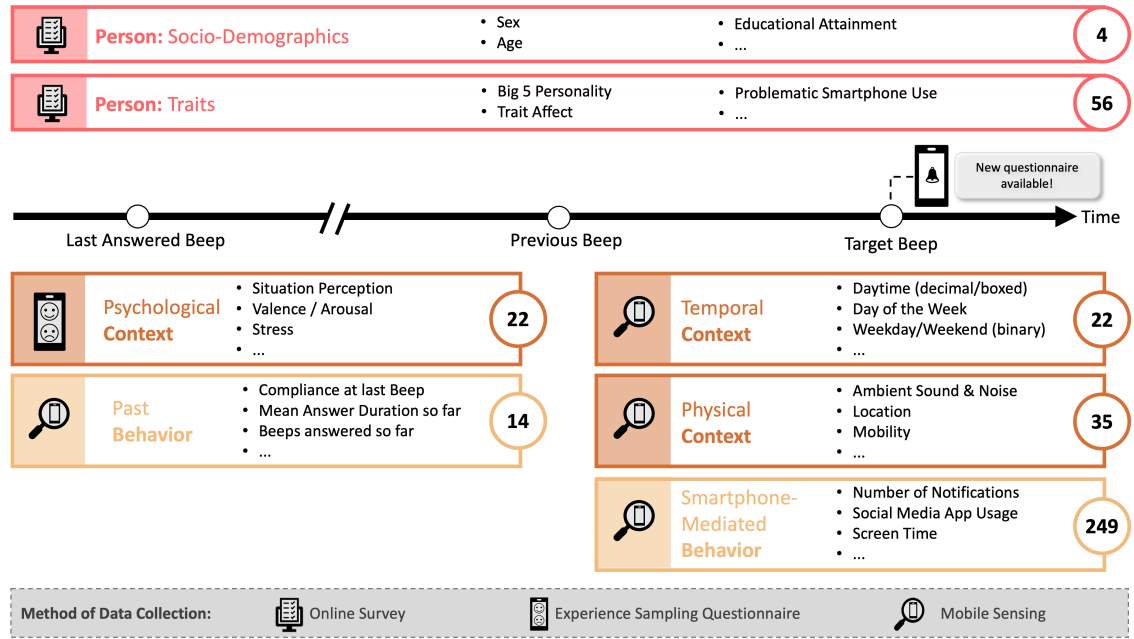 Person: Socio-Demographics
• Sex
• Age
• Educational Attainment
• ...
4
Person: Traits
• Big 5 Personality
• Trait Affect
• Problematic Smartphone Use
• ...
56
New questionnaire
available!
Time
Last Answered Beep
Previous Beep
Target Beep
Psychological
Context
• Situation Perception
• Valence / Arousal
• Stress
• ...
22
Past
Behavior
• Compliance at last Beep
• Mean Answer Duration so far
• Beeps answered so far
• ...
14
Temporal
Context
• Daytime (decimal/boxed)
• Day of the Week
• Weekday/Weekend (binary)
• ...
22
Physical
Context
• Ambient Sound & Noise
• Location
• Mobility
• ...
35
Smartphone-
Mediated
Behavior
• Number of Notifications
• Social Media App Usage
• Screen Time
• ...
249
Method of Data Collection:
Online Survey
Experience Sampling Questionnaire
Mobile Sensing